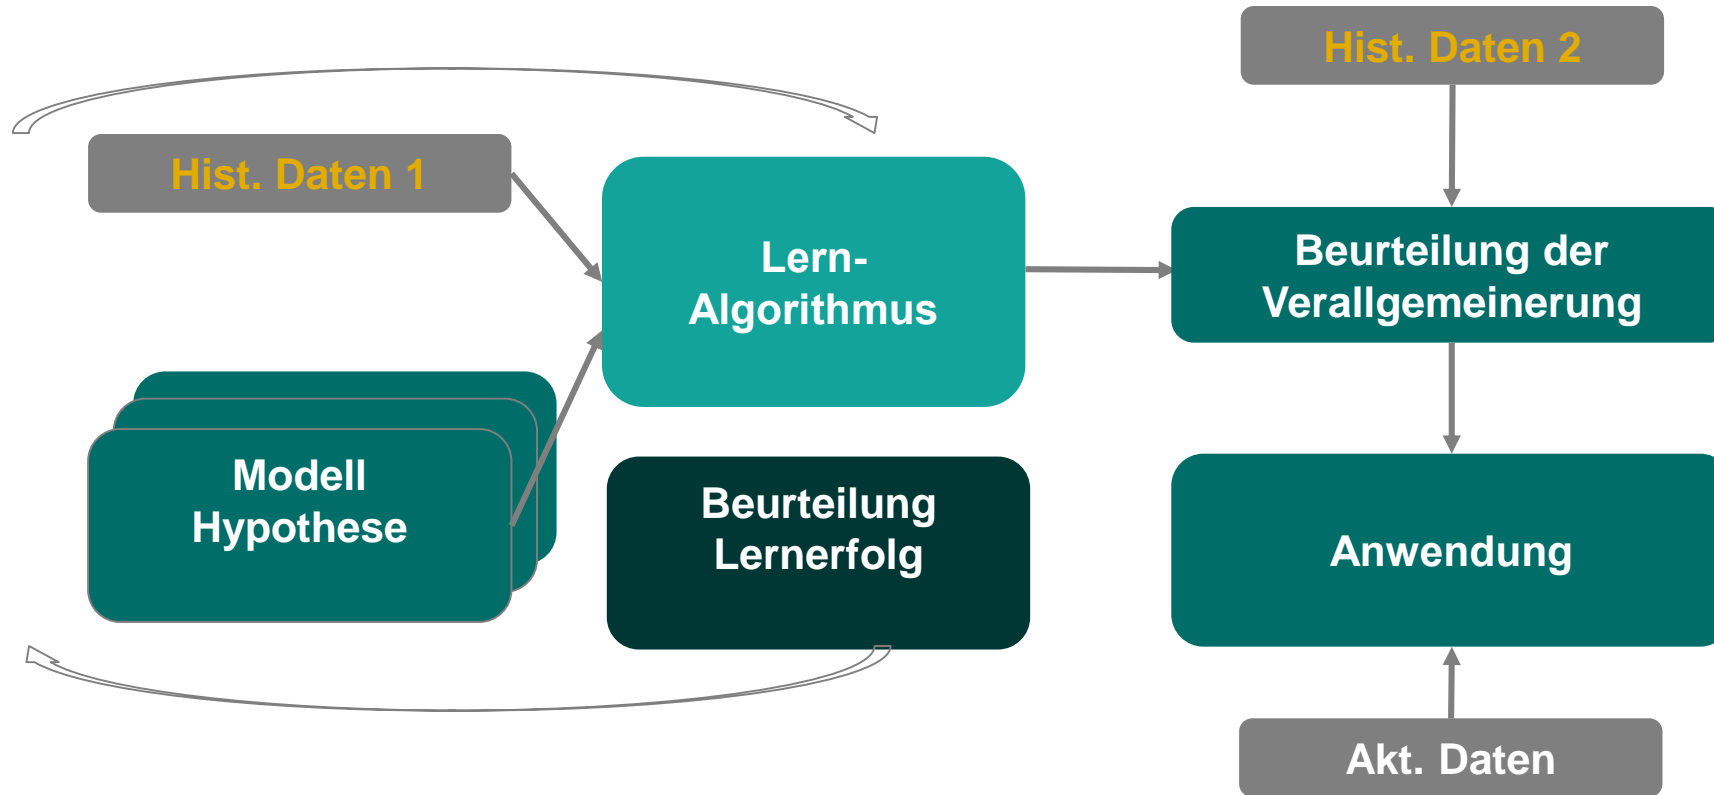 Hist. Daten 2
Hist. Daten 1
Lern-
Algorithmus
Beurteilung der
Verallgemeinerung
Modell
Hypothese
Beurteilung
Lernerfolg
Anwendung
Akt. Daten